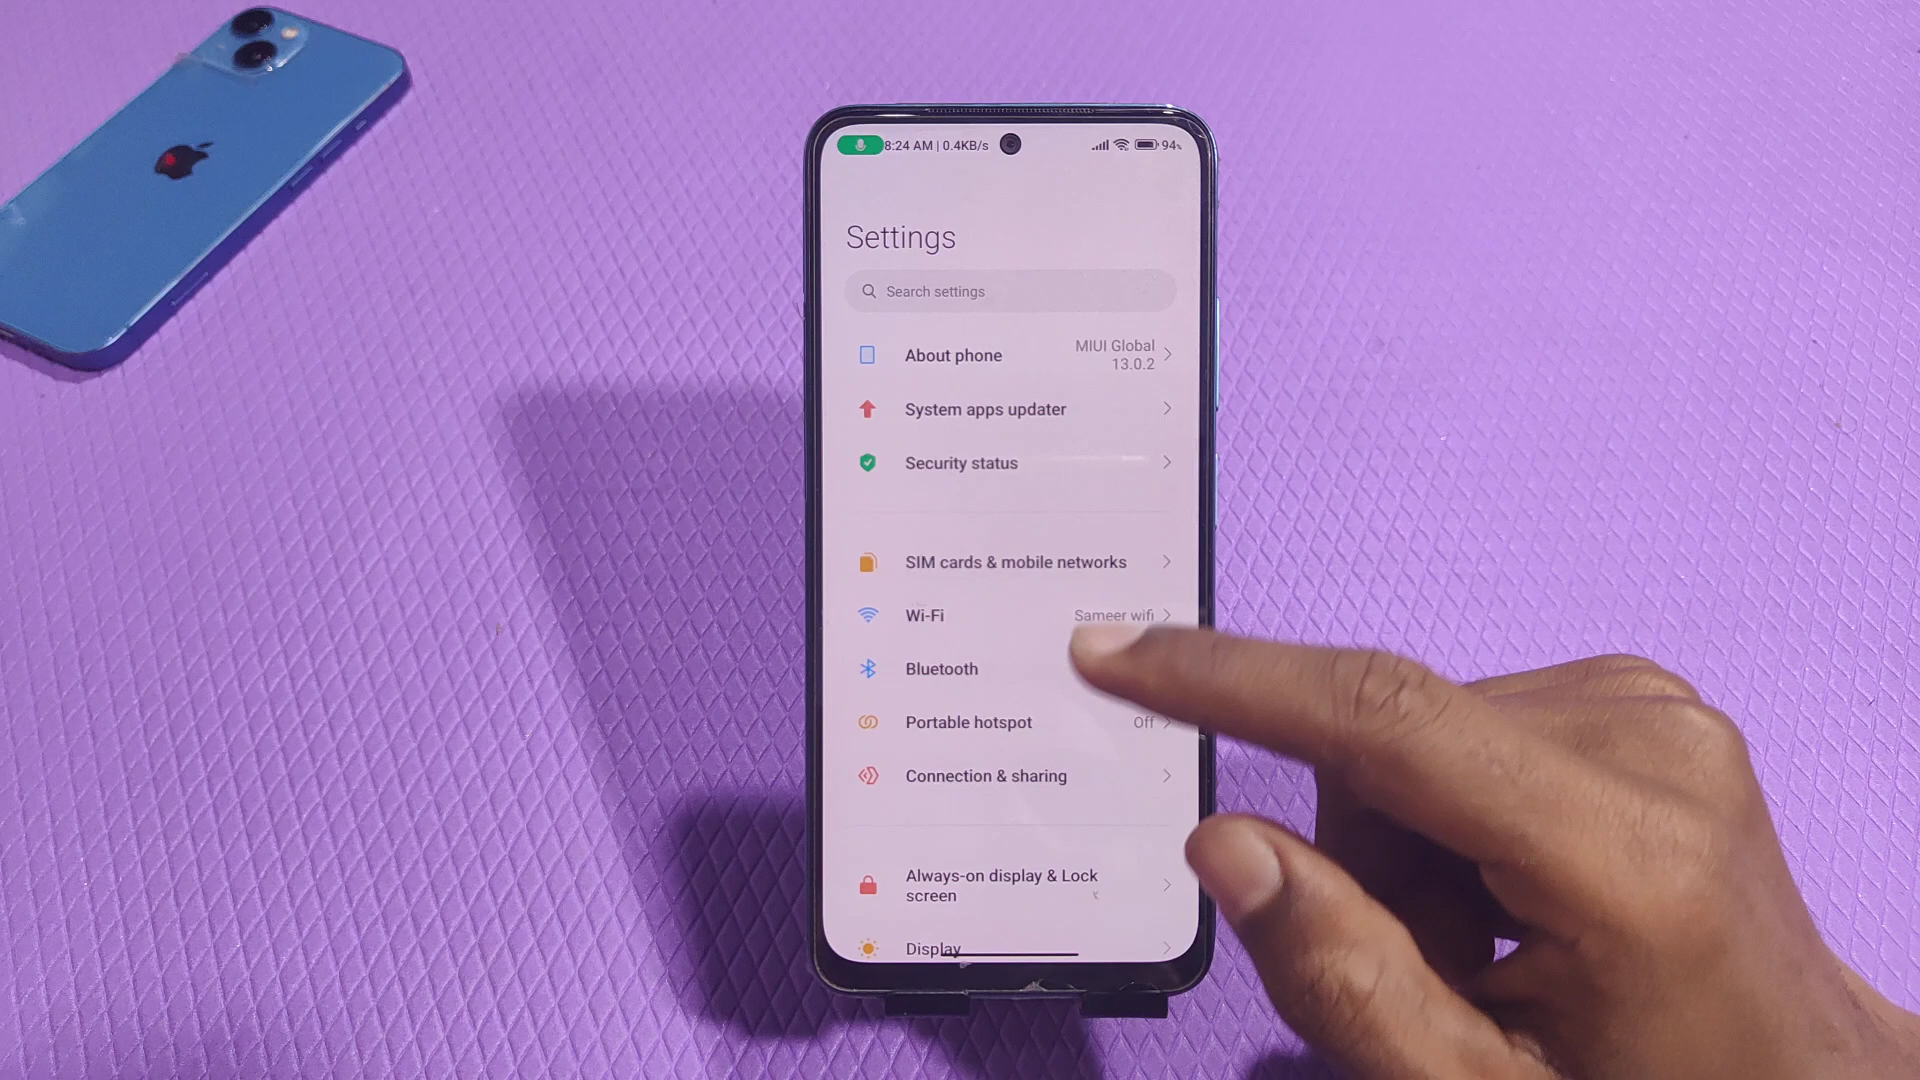 8:24 AM | 0.4KB/s
94%
Settings
Search settings
About phone
MIUI Global
13.0.2
System apps updater
Security status
SIM cards & mobile networks
Wi-Fi
Sameer wifi
Bluetooth
Portable hotspot
Off
Connection & sharing
Always-on display & Lock
screen
Display